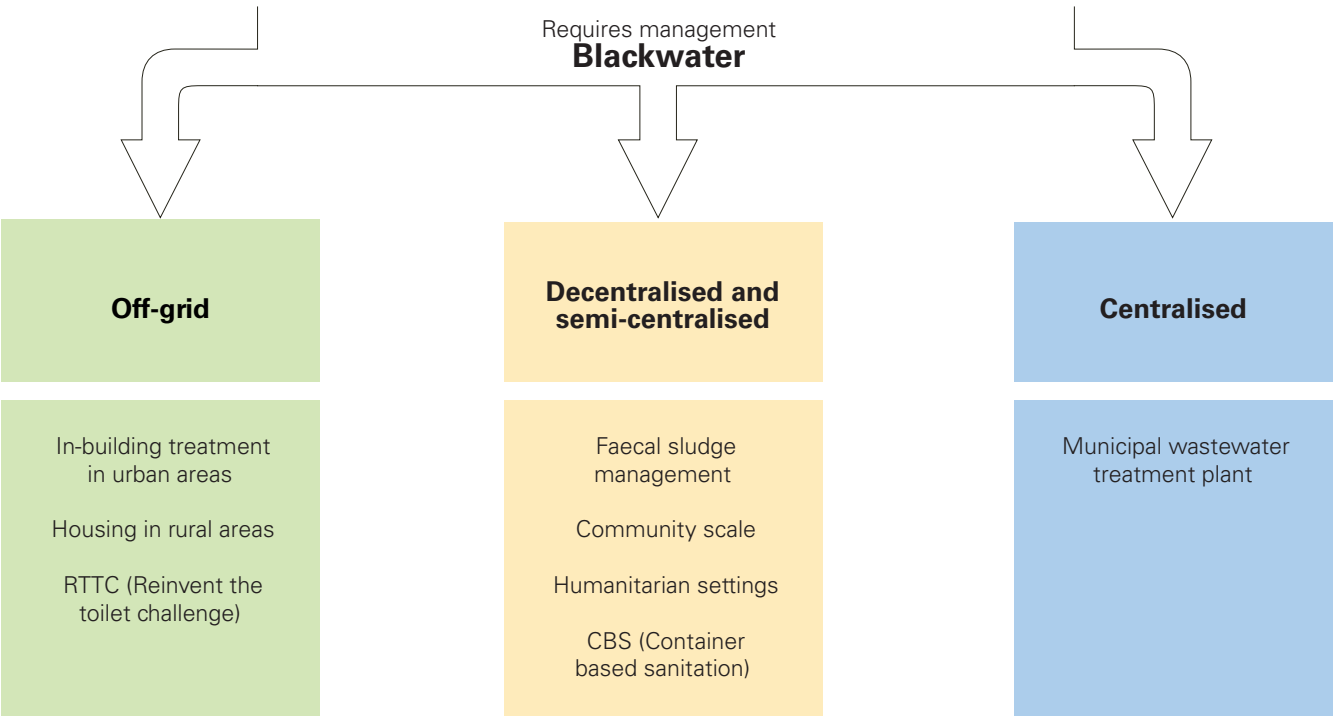 Requires management
Blackwater
Off-grid
Decentralised and
semi-centralised
Centralised
In-building treatment
in urban areas
Housing in rural areas
RTTC (Reinvent the
toilet challenge)
Faecal sludge
management
Community scale
Humanitarian settings
CBS (Container
based sanitation)
Municipal wastewater
treatment plant